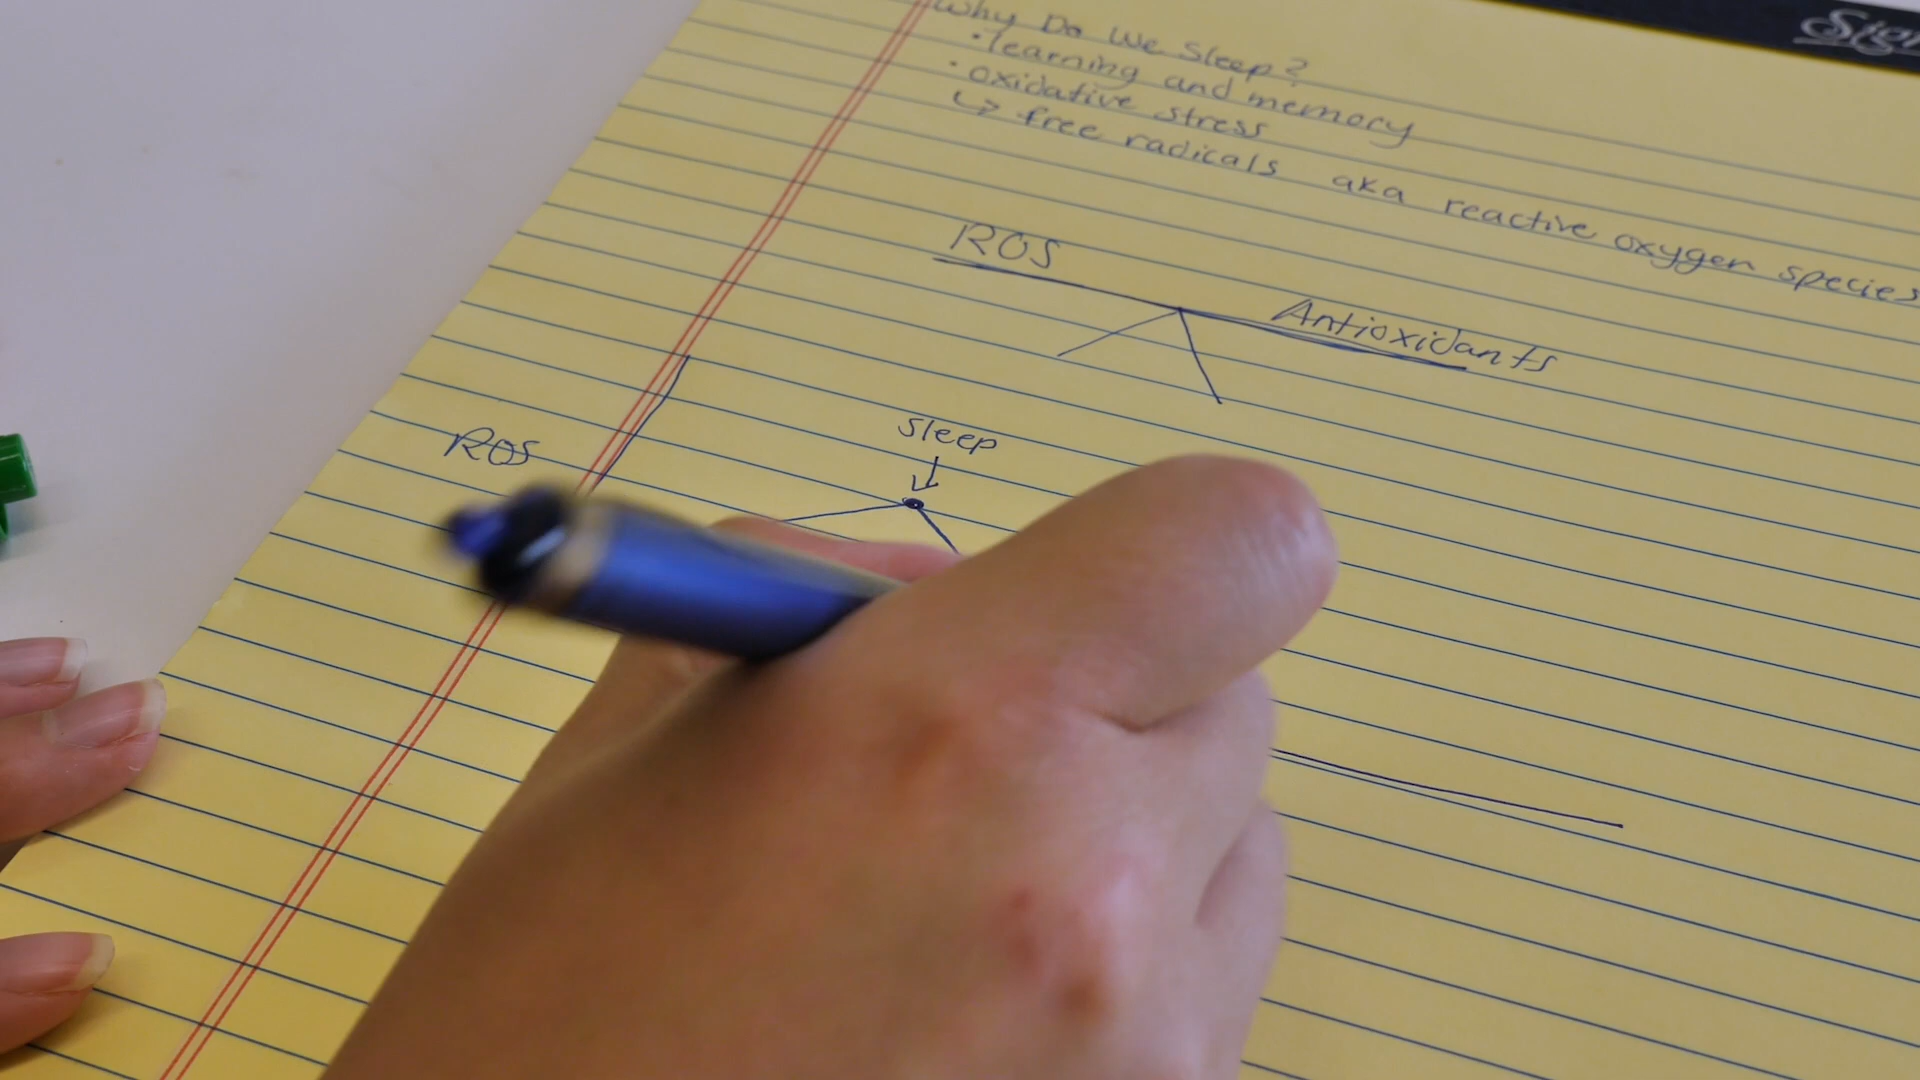 Why Do We Sleep?
• learning and memory
• oxidative stress
↳ free radicals aka reactive oxygen species
ROS
Antioxidants
sleep
ROS